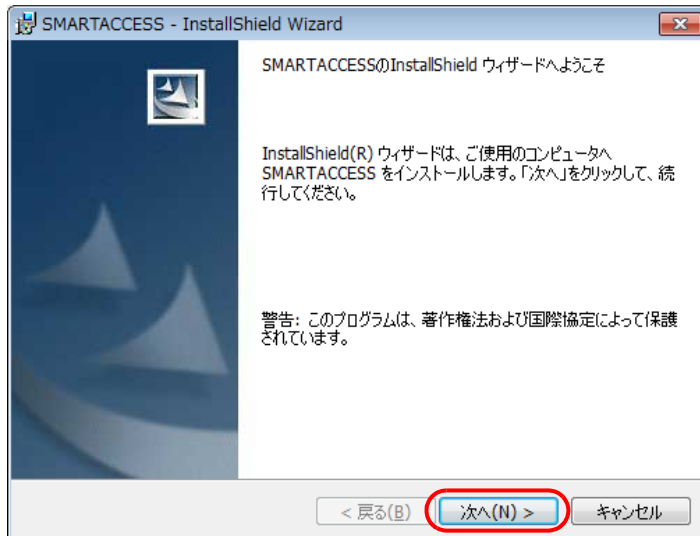 SMARTACCESS - InstallShield Wizard
SMARTACCESSのInstallShield ウィザードへようこそ
InstallShield(R) ウィザードは、ご使用のコンピュータへ
SMARTACCESS をインストールします。「次へ」をクリックして、続
行してください。
警告: このプログラムは、著作権法および国際協定によって保護
されています。
< 戻る(B)
次へ(N) >
キャンセル